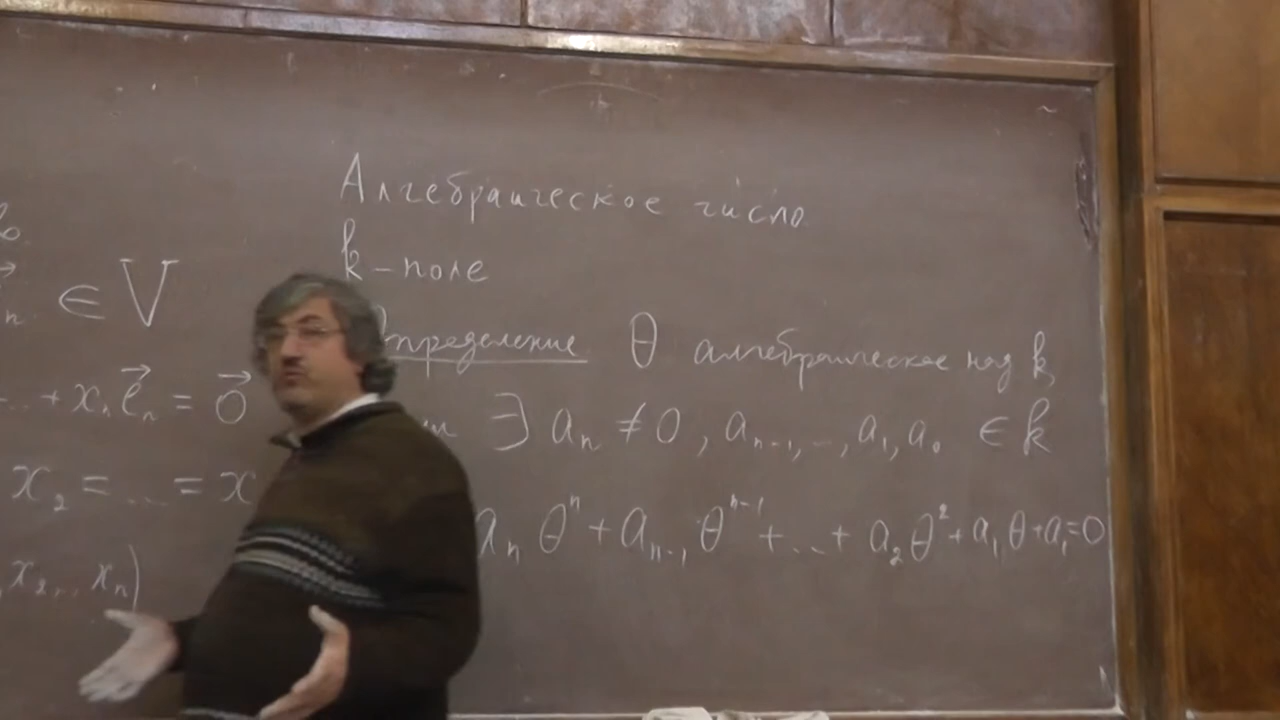 Алгебраическое число
k – поле
Определение θ алгебраическое над k,
∃ aₙ ≠ 0, aₙ₋₁, .., a₁, a₀ ∈ k
aₙ θⁿ + aₙ₋₁ θⁿ⁻¹ + ... + a₂ θ² + a₁ θ + a₁ = 0
ₙ ∈ V
... + xₙ e⃗ₙ = 0⃗
x₂ = ... = x
, x₂, .. xₙ)